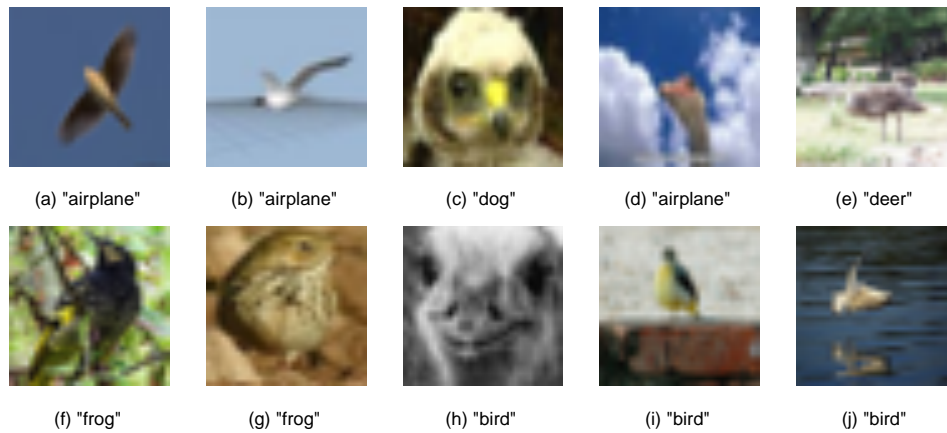 (a) "airplane"
(b) "airplane"
(c) "dog"
(d) "airplane"
(e) "deer"
(f) "frog"
(g) "frog"
(h) "bird"
(i) "bird"
(j) "bird"